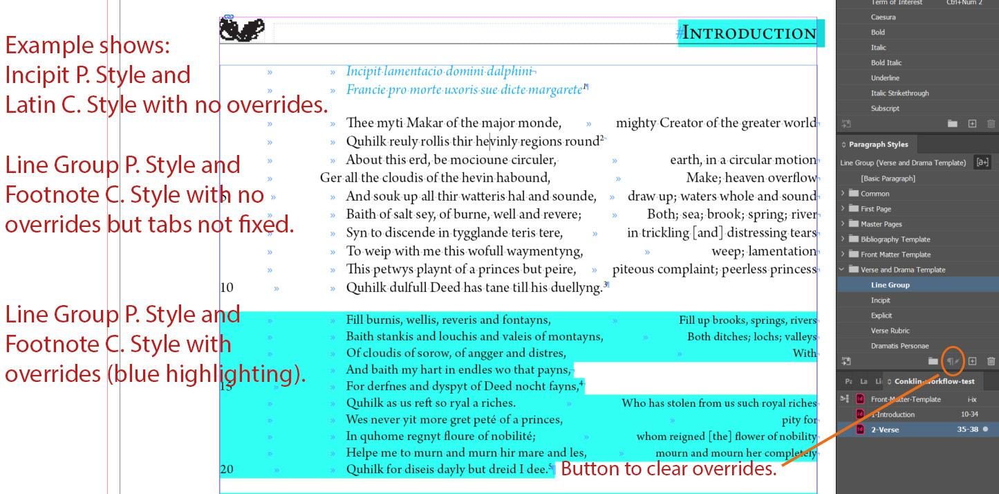 Term of Interest Ctrl+Num 2
Caesura
Bold
Italic
Bold Italic
Underline
Italic Strikethrough
Subscript
#INTRODUCTION
Example shows:
Incipit P. Style and
Latin C. Style with no overrides.
Incipit lamentacio domini dalphini
Francie pro morte uxoris sue dicte margarete1
Line Group P. Style and
Footnote C. Style with no
overrides but tabs not fixed.
Thee myti Makar of the major monde, mighty Creator of the greater world
Quhilk reuly rollis thir hevinly regions round2
About this erd, be mocioune circuler, earth, in a circular motion
Ger all the cloudis of the hevin habound, Make; heaven overflow
5 And souk up all thir watteris hal and sounde, draw up; waters whole and sound
Baith of salt sey, of burne, well and revere; Both; sea; brook; spring; river
Syn to discende in tygglande teris tere, in trickling [and] distressing tears
To weip with me this wofull waymentyng, weep; lamentation
This petwys playnt of a princes but peire, piteous complaint; peerless princess
10 Quhilk dulfull Deed has tane till his duellyng.3
Line Group P. Style and
Footnote C. Style with
overrides (blue highlighting).
Fill burnis, wellis, reveris and fontayns, Fill up brooks, springs, rivers
Baith stankis and louchis and valeis of montayns, Both ditches; lochs; valleys
Of cloudis of sorow, of angger and distres, With
And baith my hart in endles wo that payns,
15 For derfnes and dyspyt of Deed nocht fayns,4
Quhilk as us reft so ryal a riches. Who has stolen from us such royal riches
Wes never yit more gret peté of a princes, pity for
In quhome regnyt floure of nobilité; whom reigned [the] flower of nobility
Helpe me to murn and murn hir mare and les, mourn and mourn her completely
20 Quhilk for diseis dayly but dreid I dee.5
Button to clear overrides.
Paragraph Styles
Line Group (Verse and Drama Template) [a+]
[Basic Paragraph]
Common
First Page
Master Pages
Bibliography Template
Front Matter Template
Verse and Drama Template
Line Group
Incipit
Explicit
Verse Rubric
Dramatis Personae
Pa La Li Conklin-workflow-test
Front-Matter-Template i-ix
1-Introduction 10-34
2-Verse 35-38